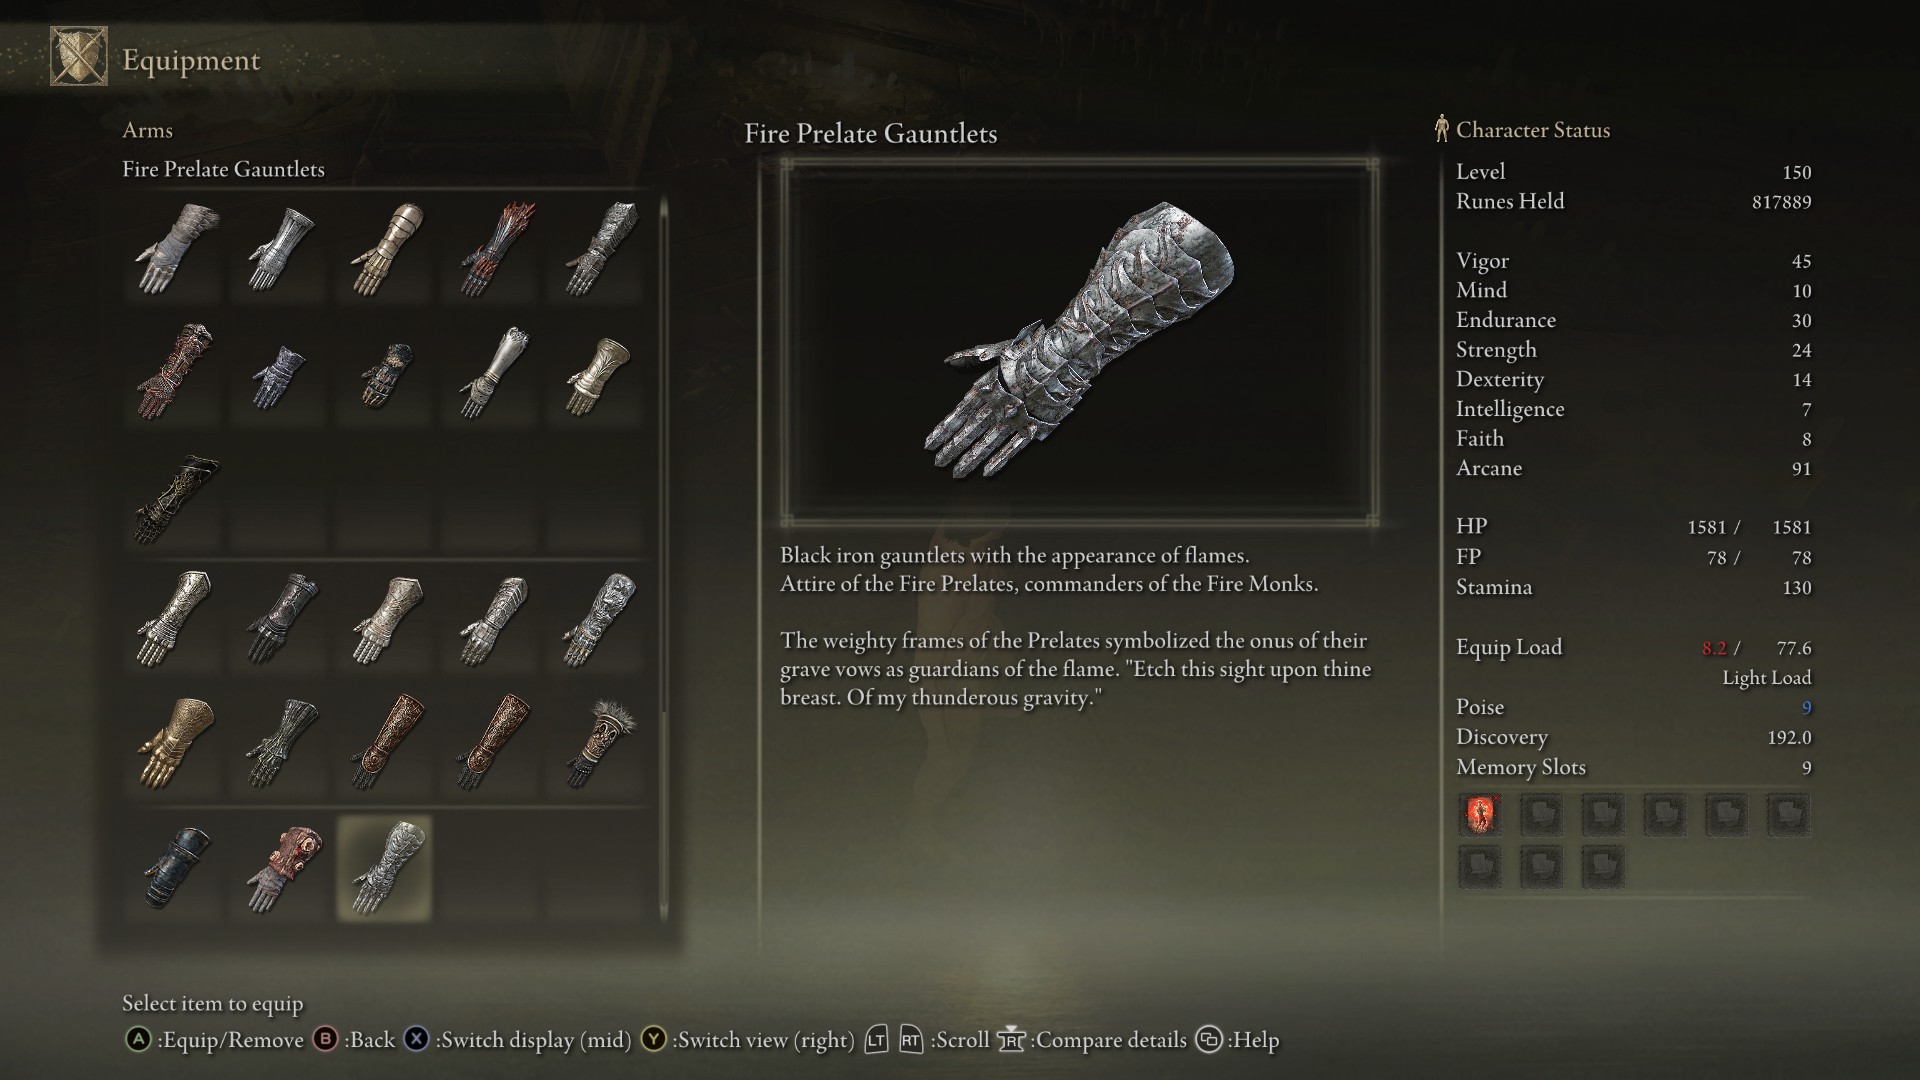 Equipment
Arms
Fire Prelate Gauntlets
Fire Prelate Gauntlets
Black iron gauntlets with the appearance of flames.
Attire of the Fire Prelates, commanders of the Fire Monks.
The weighty frames of the Prelates symbolized the onus of their
grave vows as guardians of the flame. "Etch this sight upon thine
breast. Of my thunderous gravity."
Character Status
Level 150
Runes Held 817889
Vigor 45
Mind 10
Endurance 30
Strength 24
Dexterity 14
Intelligence 7
Faith 8
Arcane 91
HP 1581 / 1581
FP 78 / 78
Stamina 130
Equip Load 8.2 / 77.6
Light Load
Poise 9
Discovery 192.0
Memory Slots 9
Select item to equip
A :Equip/Remove B :Back X :Switch display (mid) Y :Switch view (right) LT RT :Scroll R :Compare details :Help